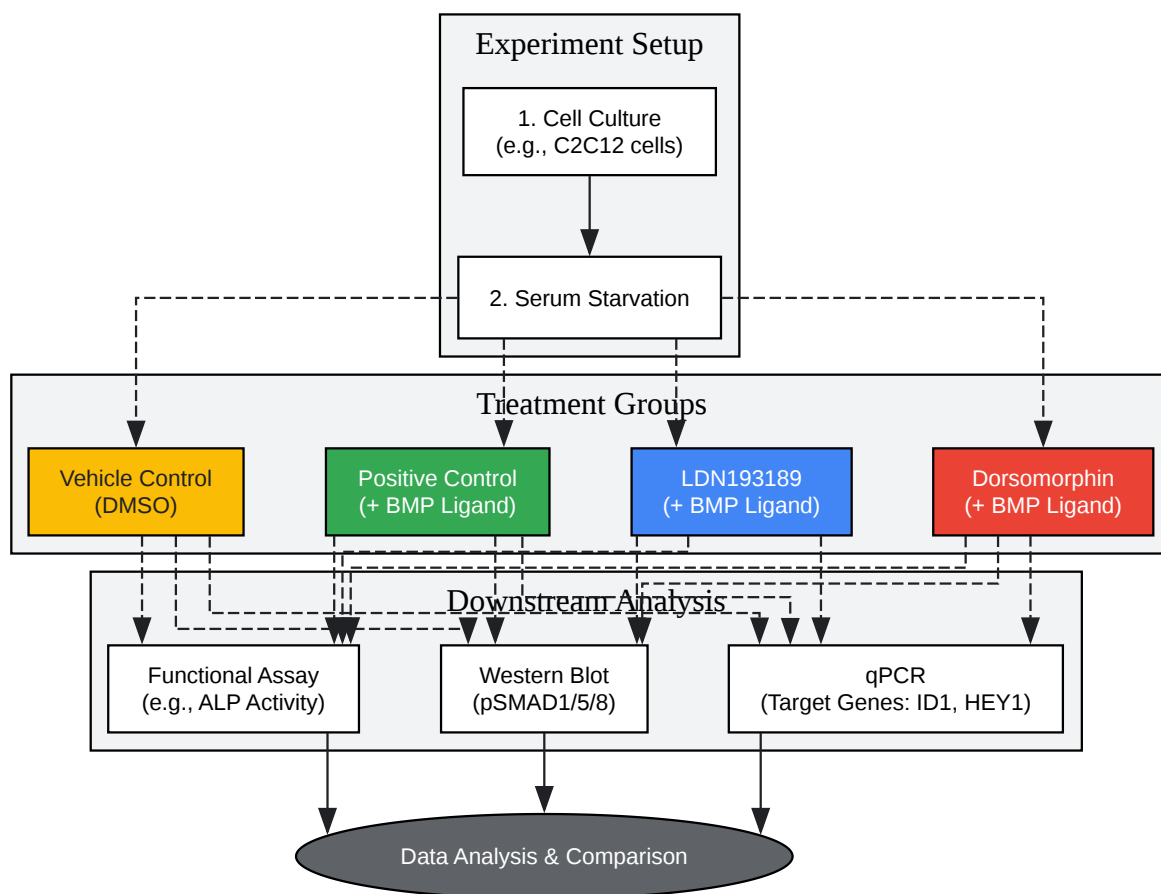 Experiment Setup
1. Cell Culture
(e.g., C2C12 cells)
2. Serum Starvation
Treatment Groups
Vehicle Control
(DMSO)
Positive Control
(+ BMP Ligand)
LDN193189
(+ BMP Ligand)
Dorsomorphin
(+ BMP Ligand)
Downstream Analysis
Functional Assay
(e.g., ALP Activity)
Western Blot
(pSMAD1/5/8)
qPCR
(Target Genes: ID1, HEY1)
Data Analysis & Comparison